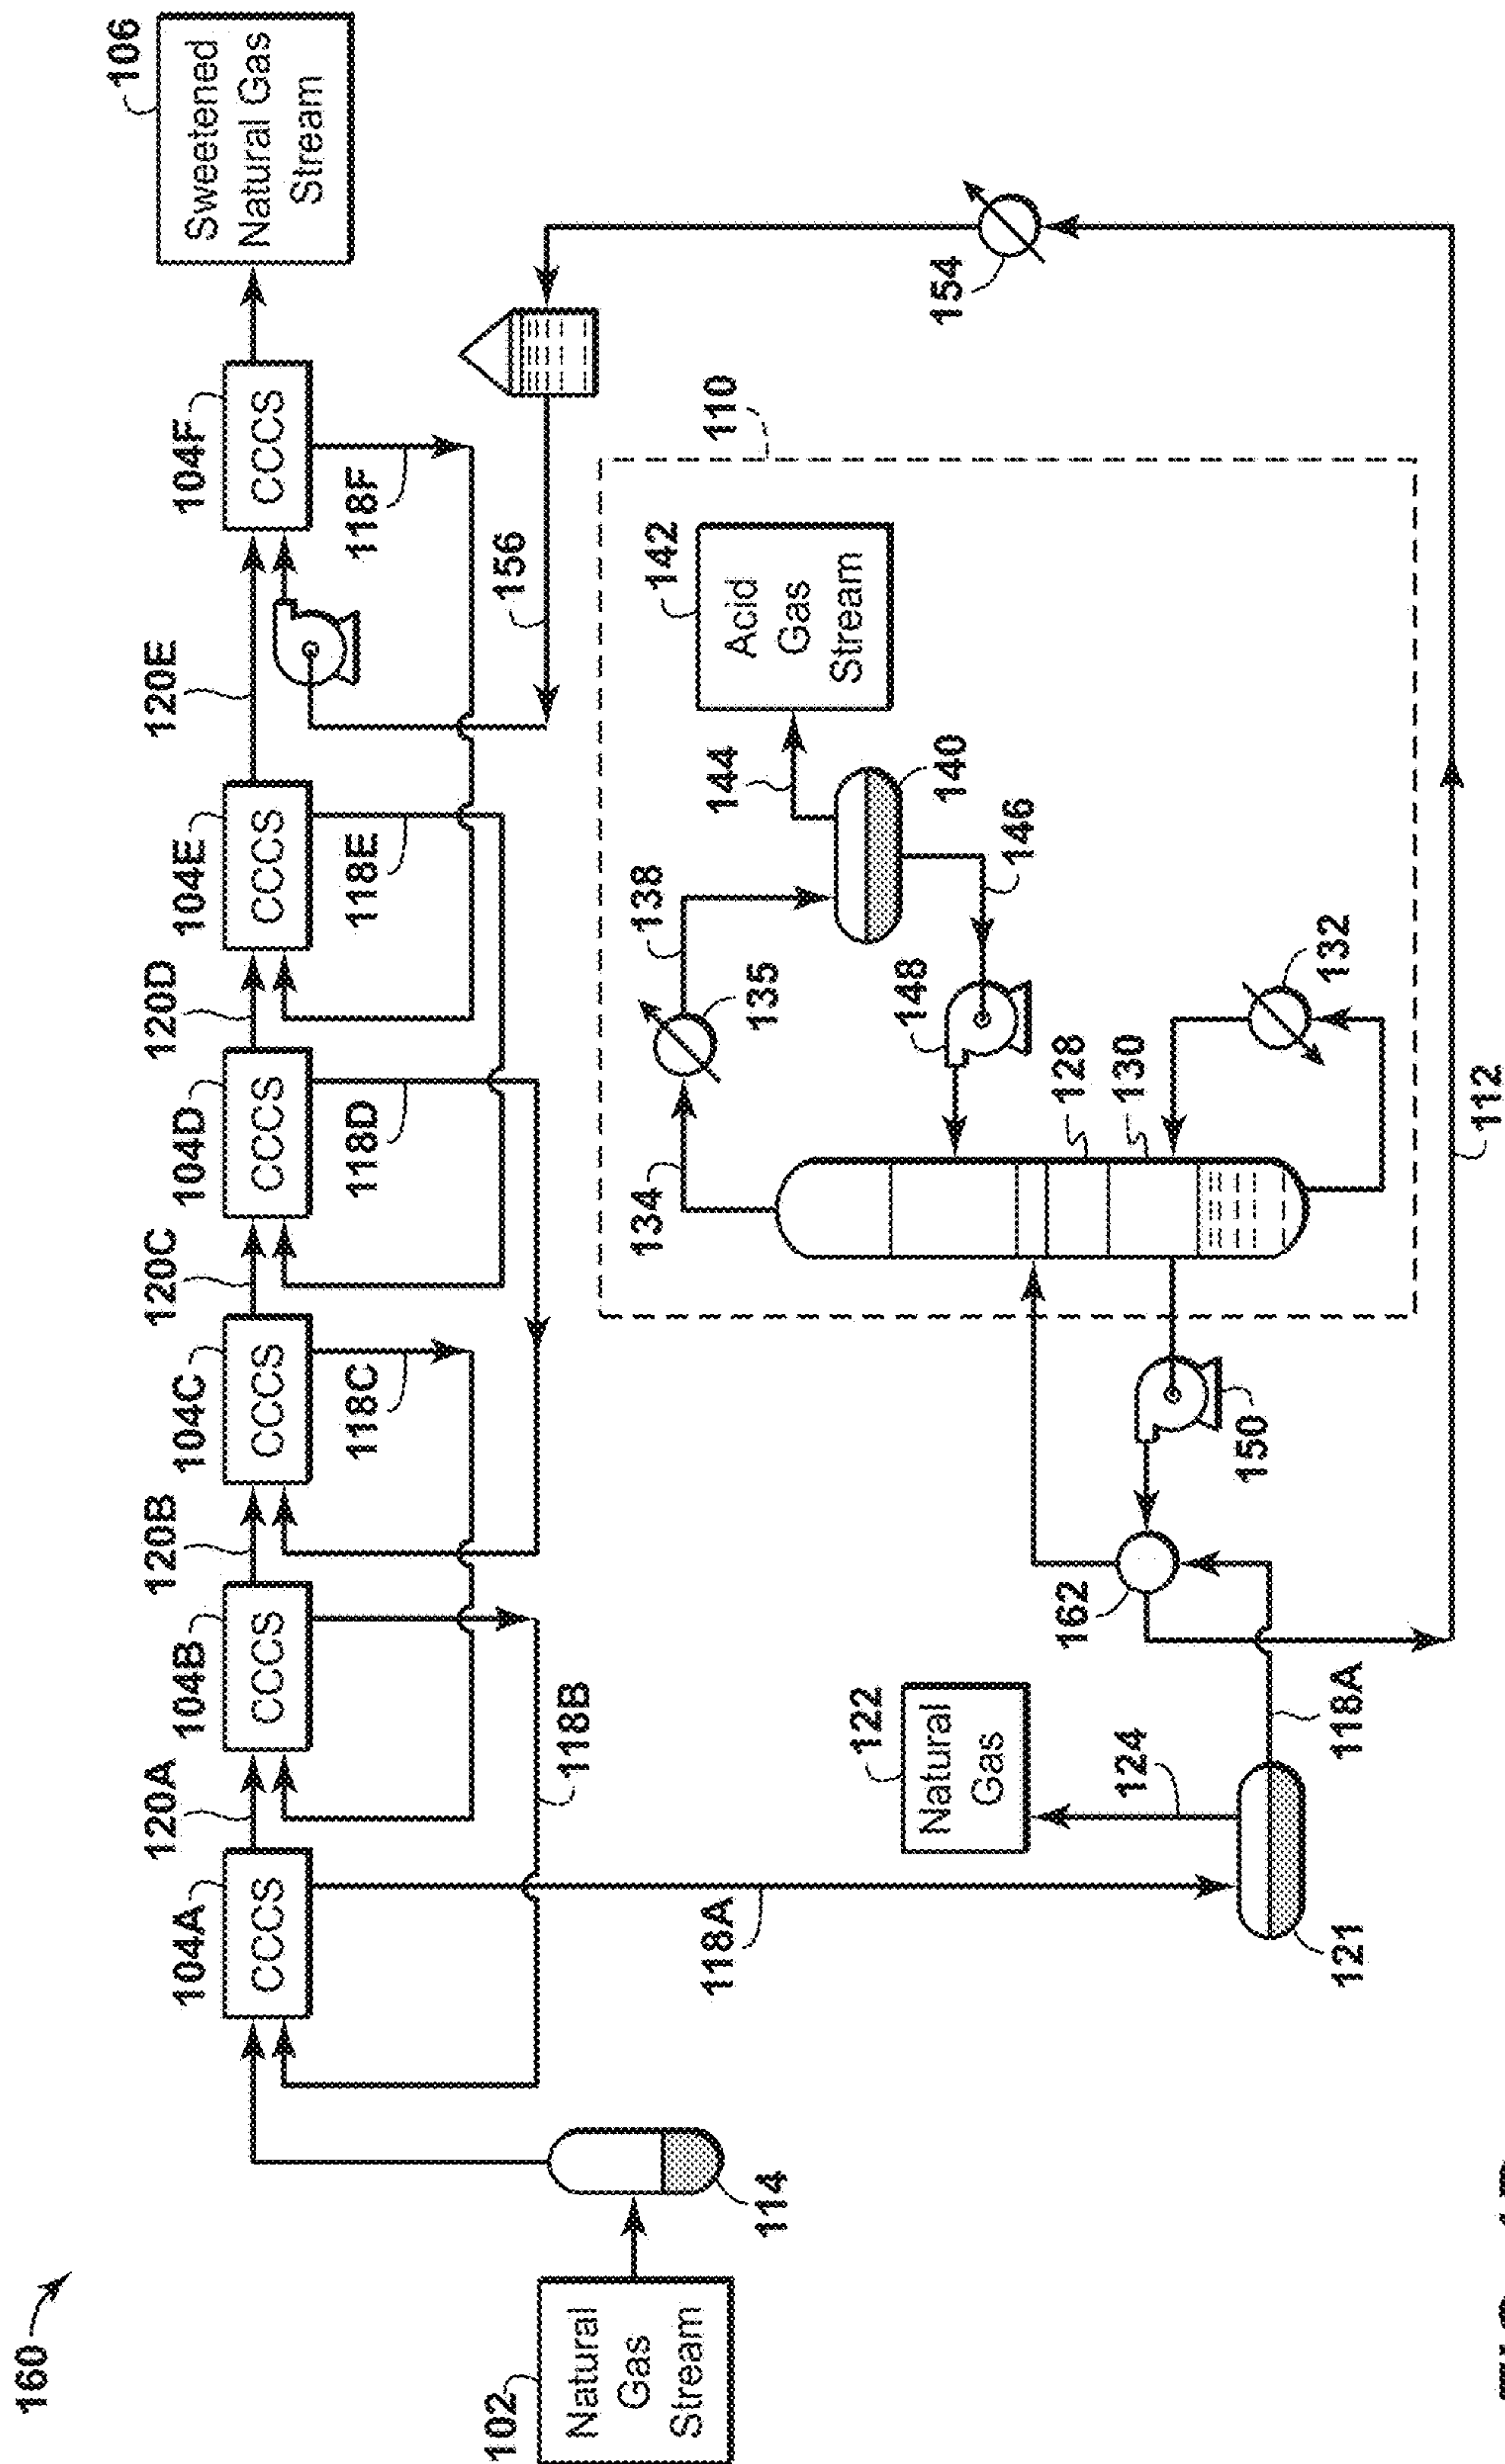 160
106
Sweetened
Natural Gas
Stream
120A
120B
120C
120D
120E
104A
104B
104C
104D
104E
104F
CCCS
CCCS
CCCS
CCCS
CCCS
CCCS
118C
118D
118E
118F
156
118B
102
Natural
Gas
Stream
114
118A
110
134
138
135
142
Acid
Gas
Stream
144
140
146
148
128
130
132
154
122
Natural
Gas
124
162
150
121
118A
112